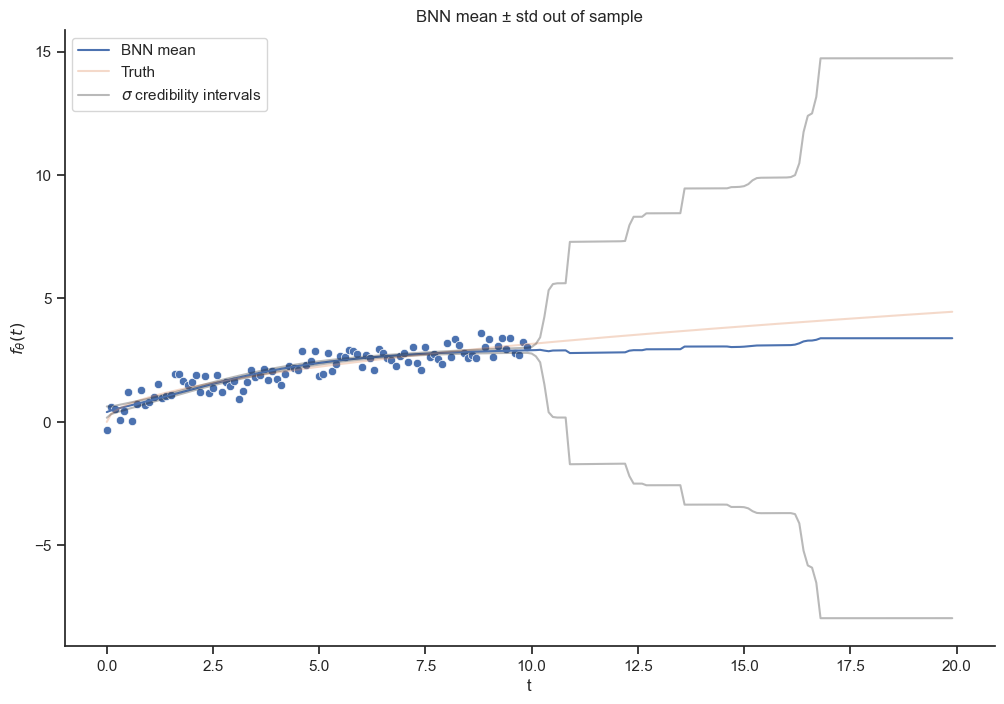 BNN mean ± std out of sample
BNN mean
Truth
σ credibility intervals
15
10
5
0
−5
f_θ(t)
0.0 2.5 5.0 7.5 10.0 12.5 15.0 17.5 20.0
t